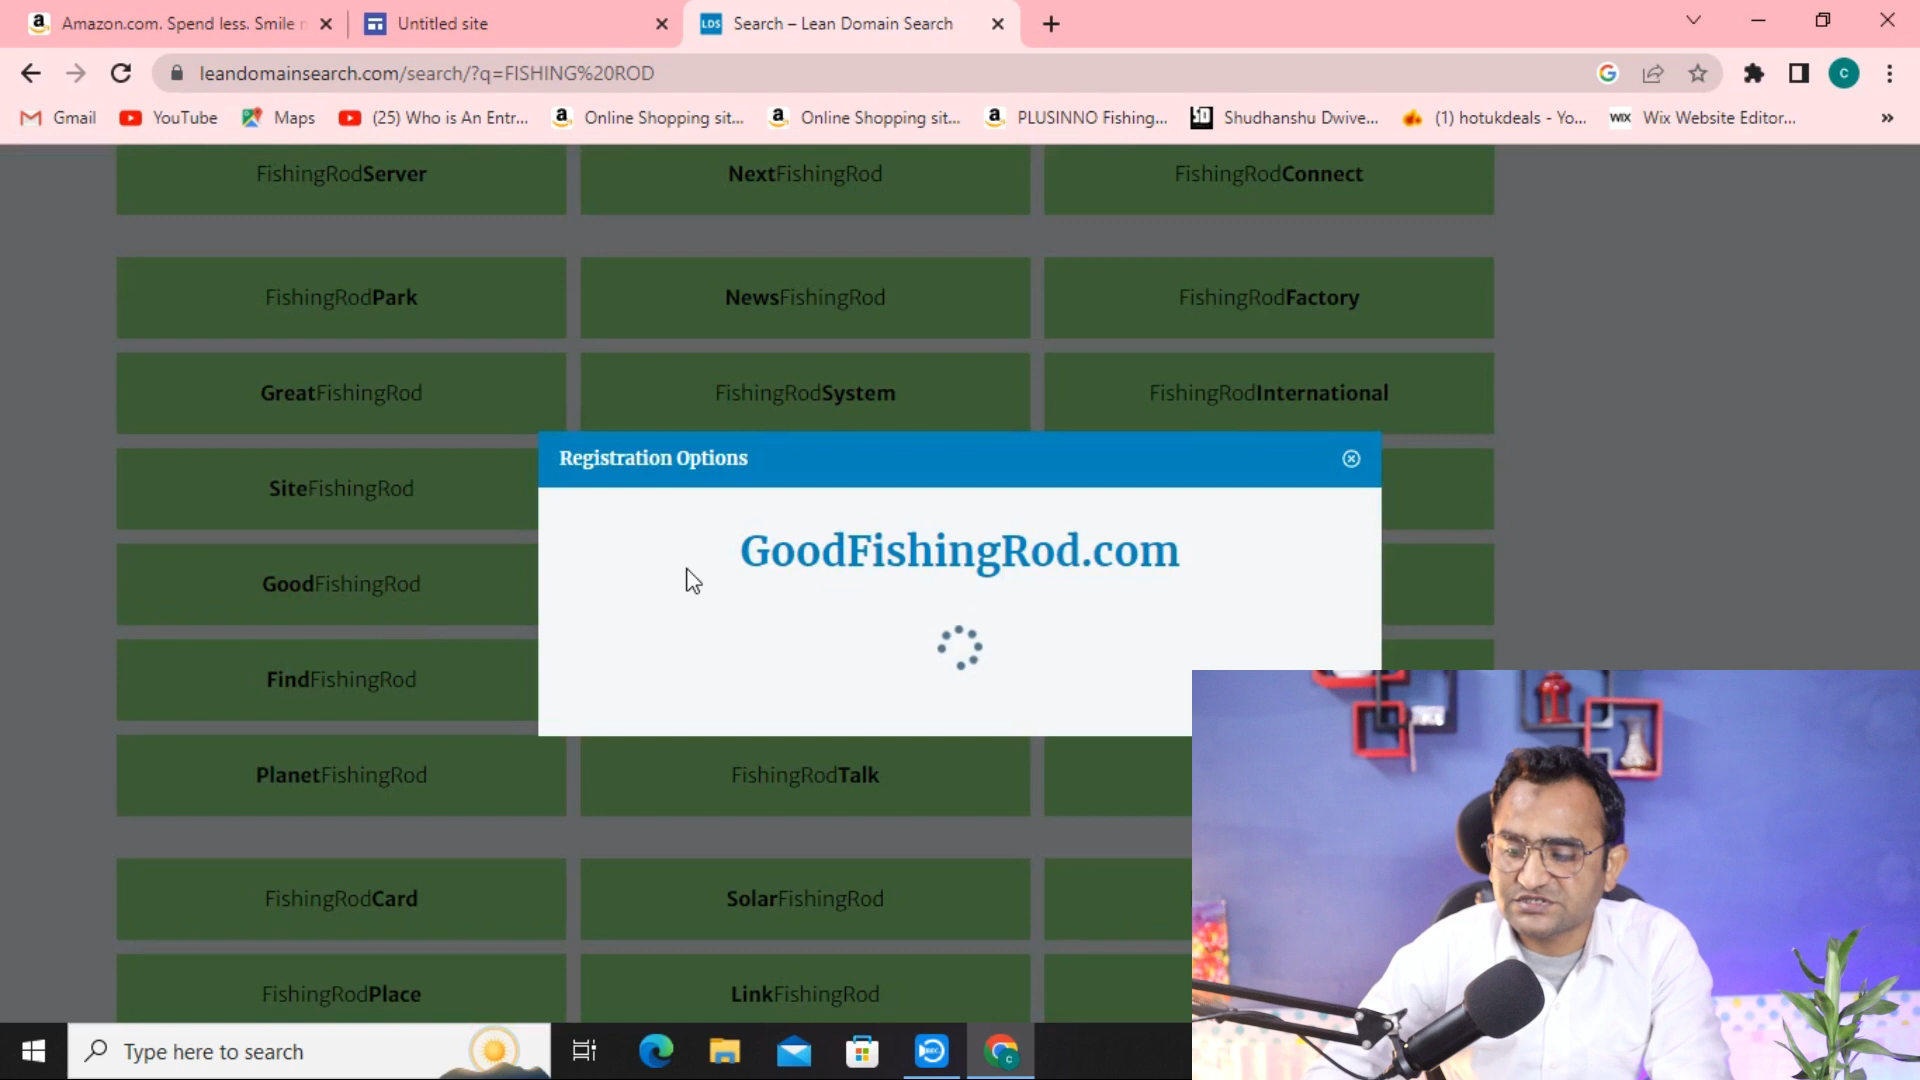 Amazon.com. Spend less. Smile
Untitled site
LDS
Search – Lean Domain Search
leandomainsearch.com/search/?q=FISHING%20ROD
C
Gmail
YouTube
Maps
(25) Who is An Entr...
Online Shopping sit...
Online Shopping sit...
PLUSINNO Fishing...
Shudhanshu Dwive...
(1) hotukdeals - Yo...
WIX
Wix Website Editor...
FishingRodServer
NextFishingRod
FishingRodConnect
FishingRodPark
NewsFishingRod
FishingRodFactory
GreatFishingRod
FishingRodSystem
FishingRodInternational
Registration Options
SiteFishingRod
GoodFishingRod.com
GoodFishingRod
FindFishingRod
PlanetFishingRod
FishingRodTalk
FishingRodCard
SolarFishingRod
FishingRodPlace
LinkFishingRod
Type here to search
REC
C